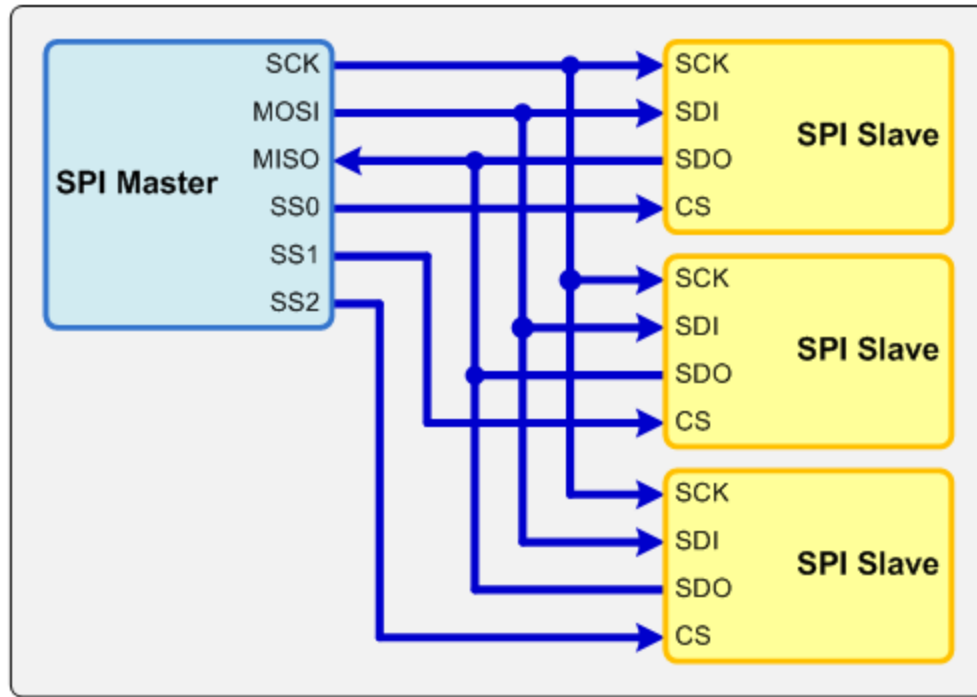 SPI Master
SCK
MOSI
MISO
SS0
SS1
SS2
SCK
SDI
SDO
CS
SPI Slave
SCK
SDI
SDO
CS
SPI Slave
SCK
SDI
SDO
CS
SPI Slave